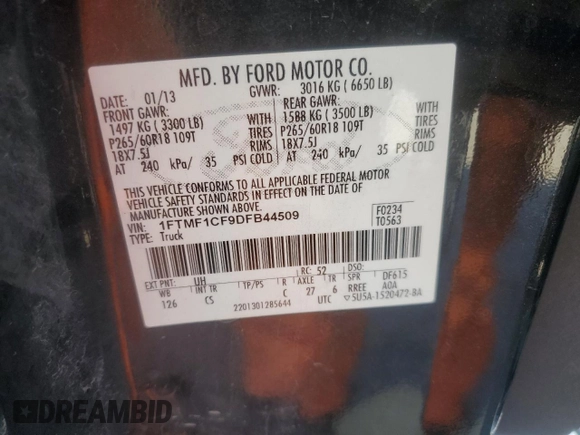 MFD. BY FORD MOTOR CO.
DATE: 01/13 GVWR: 3016 KG ( 6650 LB)
FRONT GAWR: REAR GAWR:
1497 KG ( 3300 LB) WITH 1588 KG ( 3500 LB) WITH
P265/60R18 109T TIRES P265/60R18 109T TIRES
18X7.5J RIMS 18X7.5J RIMS
AT 240 kPa/ 35 PSI COLD AT 240 kPa/ 35 PSI COLD
THIS VEHICLE CONFORMS TO ALL APPLICABLE FEDERAL MOTOR
VEHICLE SAFETY AND THEFT PREVENTION STANDARDS IN EFFECT
ON THE DATE OF MANUFACTURE SHOWN ABOVE.
VIN: 1FTMF1CF9DFB44509 F0234
TYPE: Truck T0563
EXT PNT: UH RC: 52 DSO:
WB INT TR TP/PS R AXLE TR SPR DF615
126 CS C 27 6 RREE AOA
2201301285644 UTC 5U5A-1520472-BA
DREAMBID